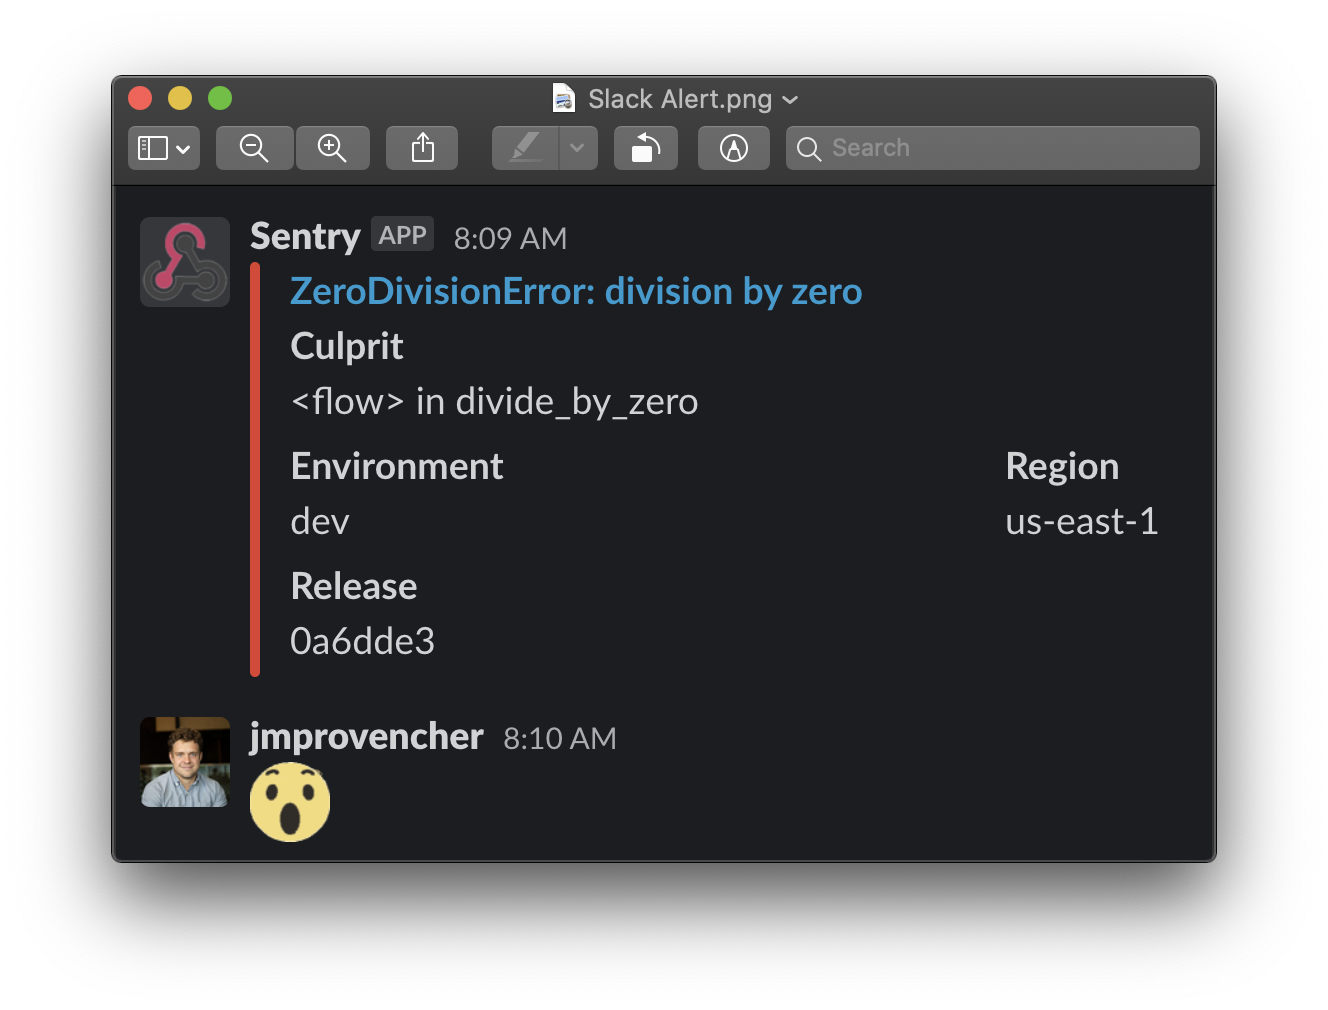 Slack Alert.png
Search
Sentry APP 8:09 AM
ZeroDivisionError: division by zero
Culprit
<flow> in divide_by_zero
Environment Region
dev us-east-1
Release
0a6dde3
jmprovencher 8:10 AM